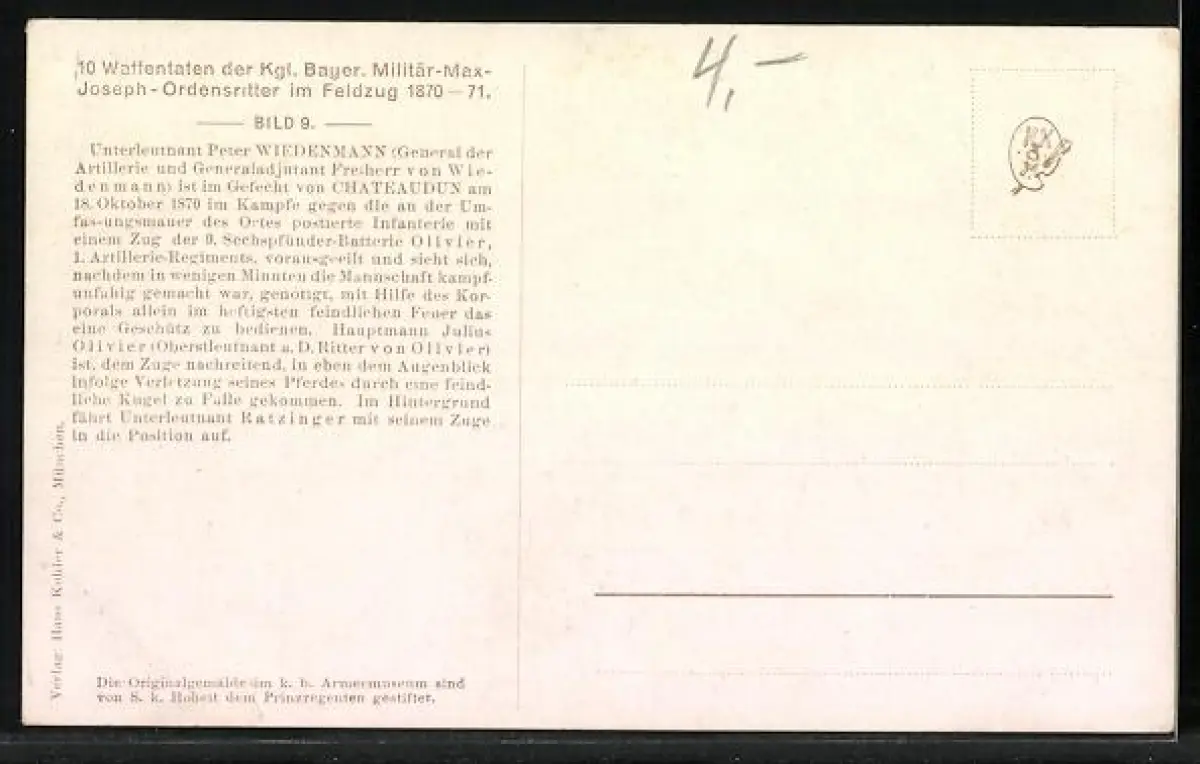 10 Waffentaten der Kgl. Bayer. Militär-Max-
Joseph-Ordensritter im Feldzug 1870—71.
BILD 9.
Unterleutnant Peter WIEDENMANN (General der
Artillerie und Generaladjutant Freiherr von Wie-
denmann) ist im Gefecht von CHATEAUDUN am
18. Oktober 1870 im Kampfe gegen die an der Um-
fassungsmauer des Ortes postierte Infanterie mit
einem Zug der 9. Sechspfünder-Batterie Olivier,
1. Artillerie-Regiments, vorausgeeilt und sieht sich,
nachdem in wenigen Minuten die Mannschaft kampf-
unfähig gemacht war, genötigt, mit Hilfe des Kor-
porals allein im heftigsten feindlichen Feuer das
eine Geschütz zu bedienen. Hauptmann Julius
Olivier (Oberstleutnant a. D. Ritter von Olivier)
ist, dem Zuge nachreitend, in eben dem Augenblick
infolge Verletzung seines Pferdes durch eine feind-
liche Kugel zu Falle gekommen. Im Hintergrund
fährt Unterleutnant Ratzinger mit seinem Zuge
in die Position auf.
Verlag: Hans Kohler & Co., München.
Die Originalgemälde im k. b. Armeemuseum sind
von S. k. Hoheit dem Prinzregenten gestiftet.
4,—